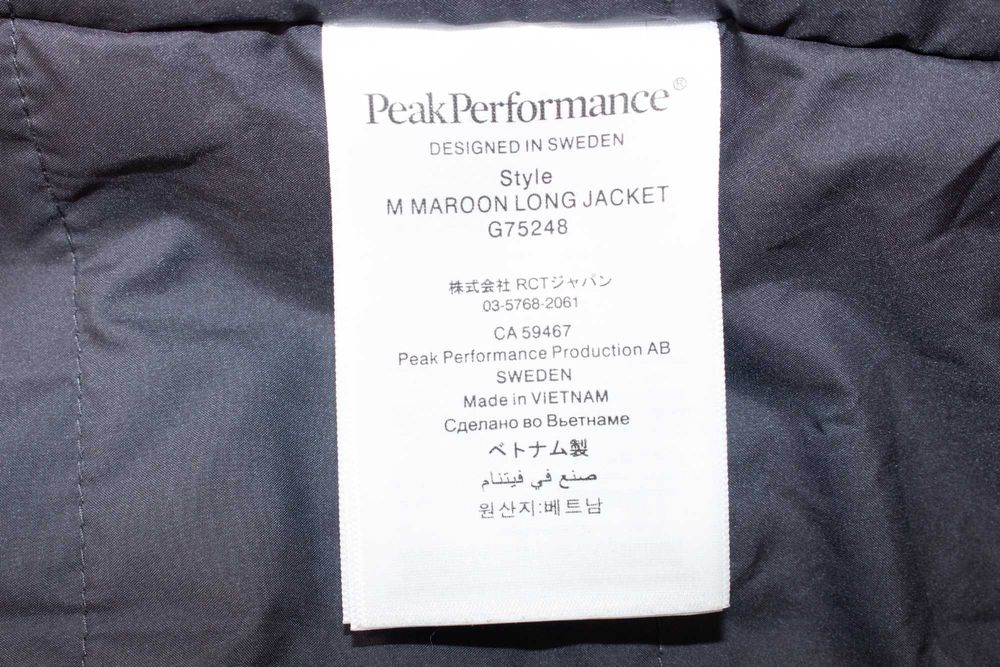 PeakPerformance®
DESIGNED IN SWEDEN
Style
M MAROON LONG JACKET
G75248
株式会社 RCTジャパン
03-5768-2061
CA 59467
Peak Performance Production AB
SWEDEN
Made in ViETNAM
Сделано во Вьетнаме
ベトナム製
صنع في فيتنام
원산지:베트남